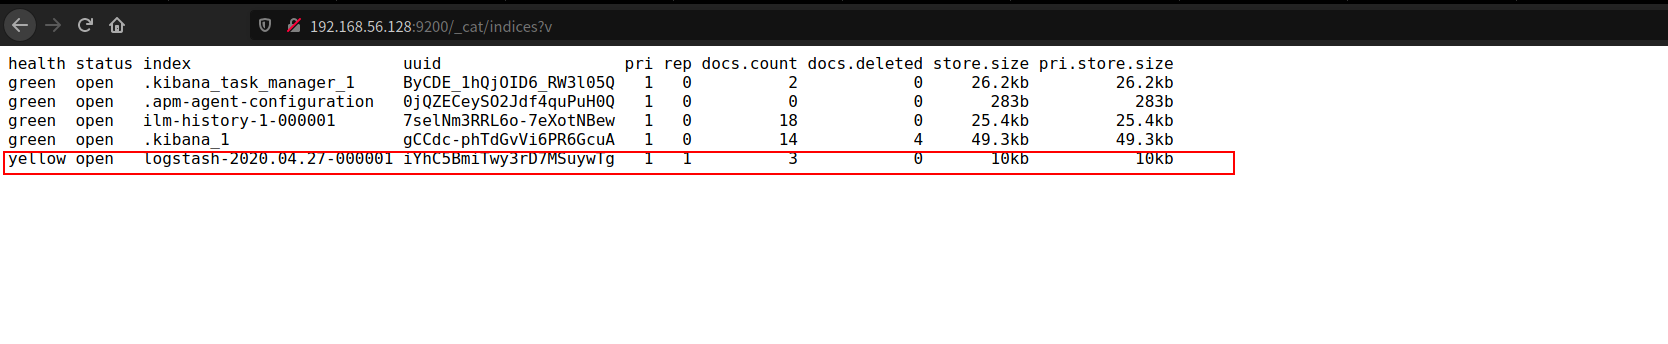 192.168.56.128:9200/_cat/indices?v
health status index uuid pri rep docs.count docs.deleted store.size pri.store.size
green open .kibana_task_manager_1 ByCDE_1hQjOID6_RW3l05Q 1 0 2 0 26.2kb 26.2kb
green open .apm-agent-configuration 0jQZECeySO2Jdf4quPuH0Q 1 0 0 0 283b 283b
green open ilm-history-1-000001 7selNm3RRL6o-7eXotNBew 1 0 18 0 25.4kb 25.4kb
green open .kibana_1 gCCdc-phTdGvVi6PR6GcuA 1 0 14 4 49.3kb 49.3kb
yellow open logstash-2020.04.27-000001 iYhC5BmiTwy3rD7MSuywTg 1 1 3 0 10kb 10kb